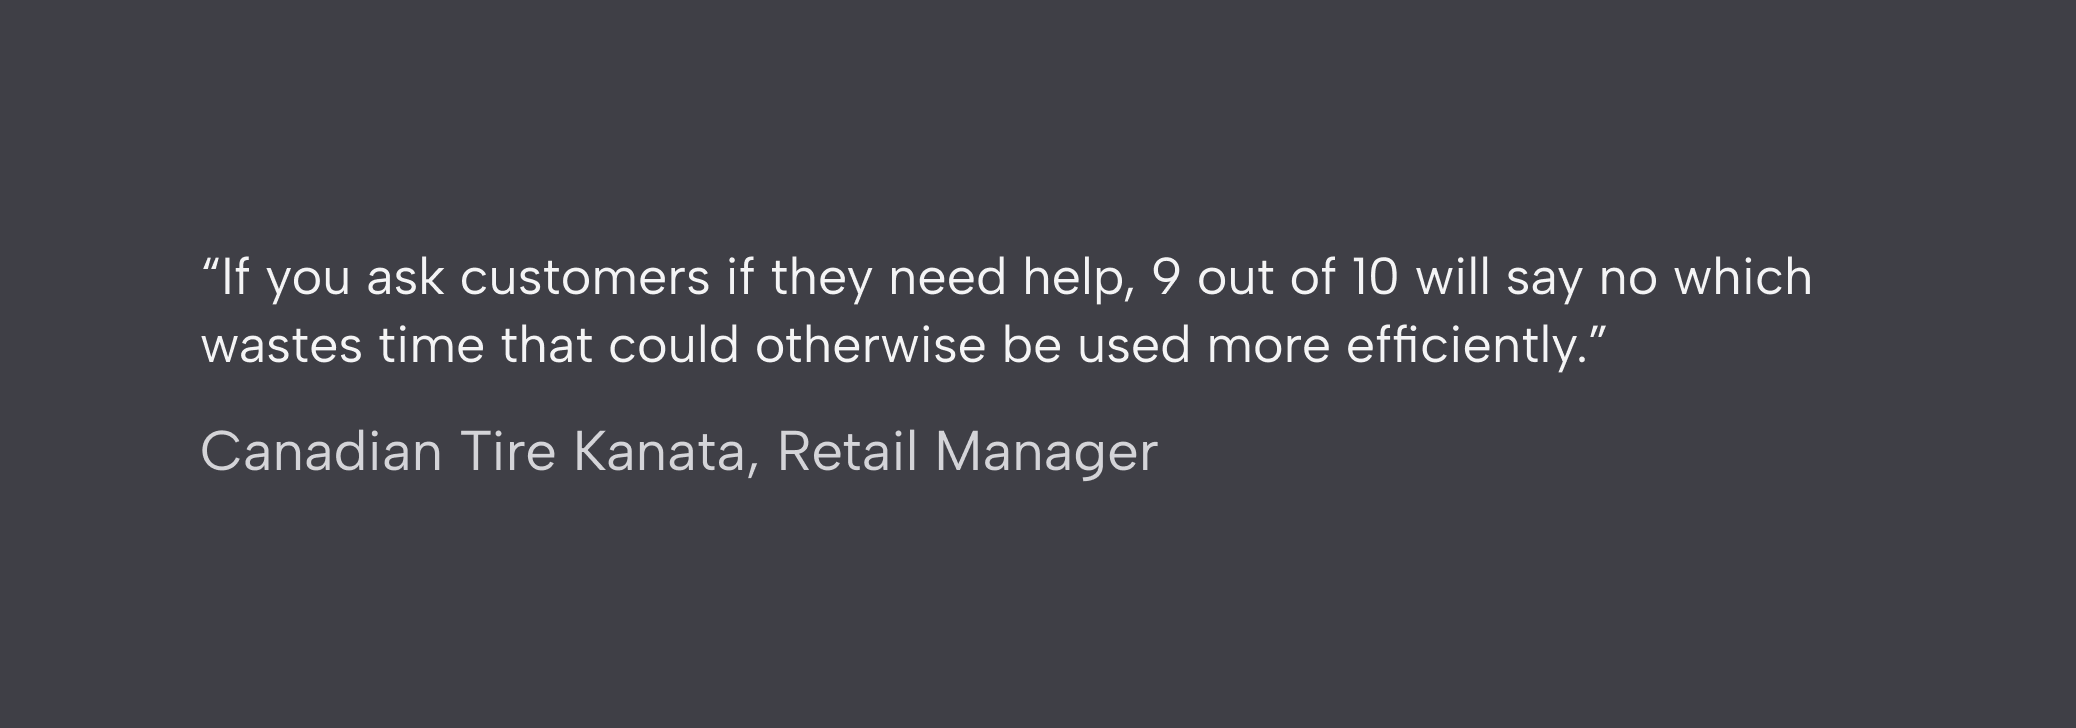 “If you ask customers if they need help, 9 out of 10 will say no which
wastes time that could otherwise be used more efficiently.”
Canadian Tire Kanata, Retail Manager